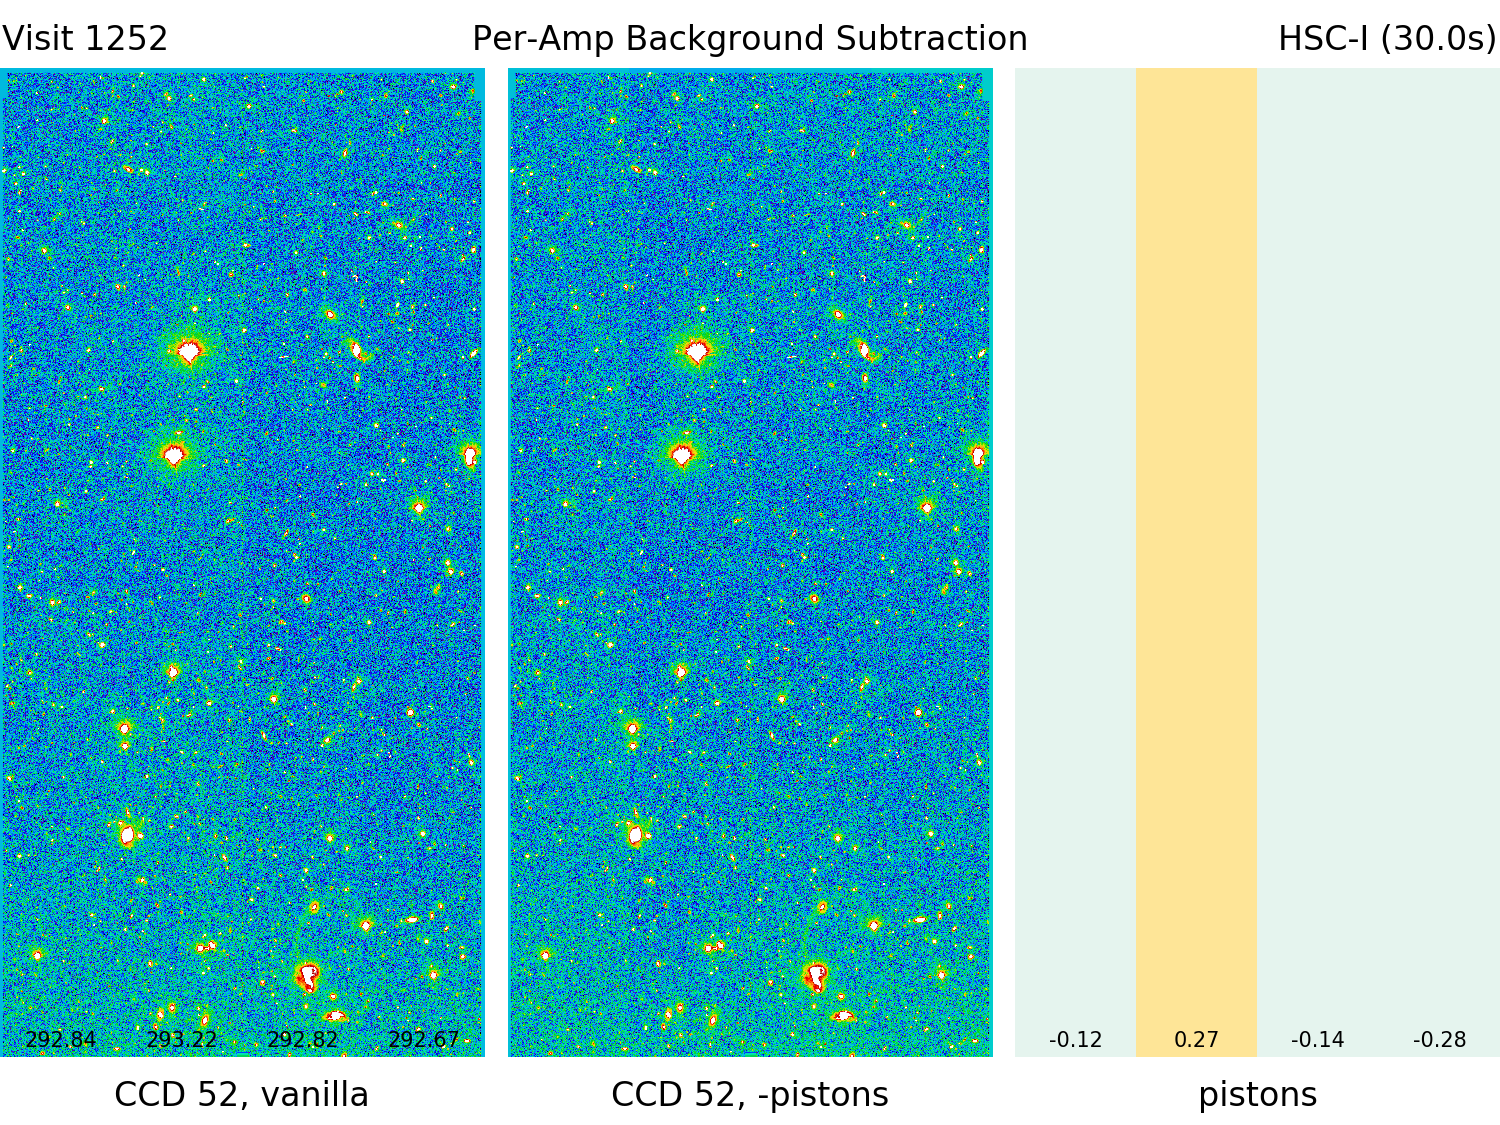 Visit 1252 Per-Amp Background Subtraction HSC-I (30.0s)
292.84 293.22 292.82 292.67 -0.12 0.27 -0.14 -0.28
CCD 52, vanilla CCD 52, -pistons pistons